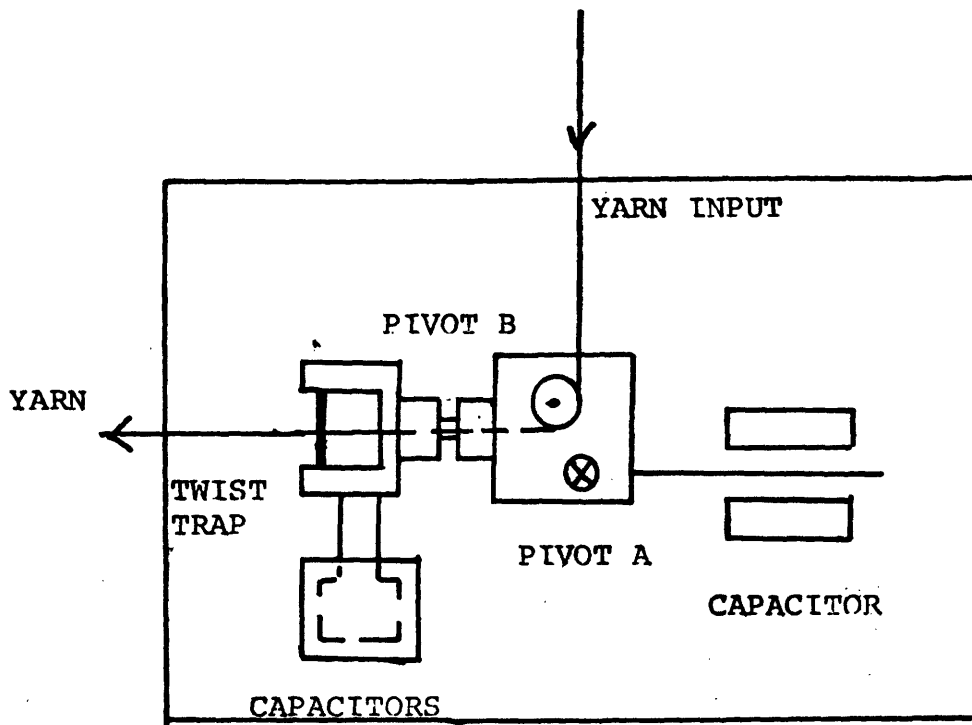 YARN INPUT
PIVOT B
YARN
TWIST
TRAP
PIVOT A
CAPACITOR
CAPACITORS